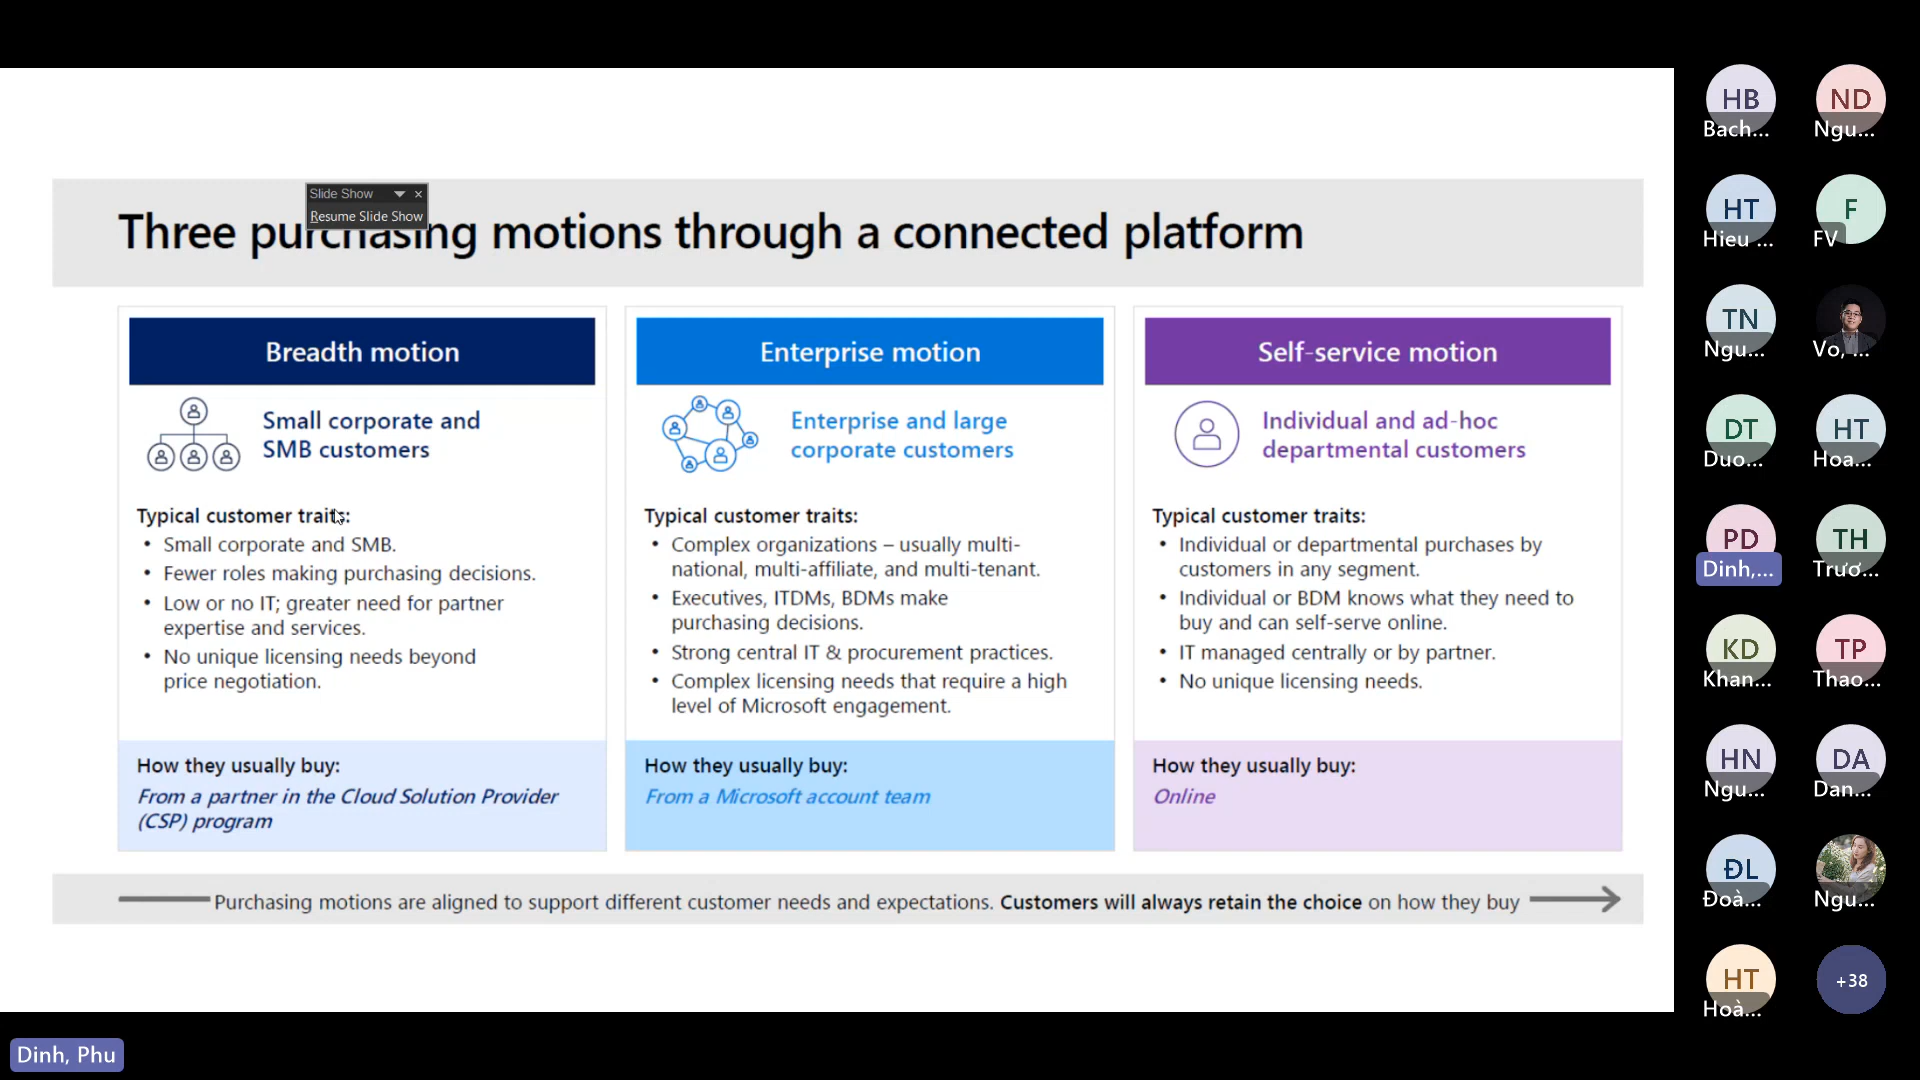 Slide Show
Resume Slide Show
Three purchasing motions through a connected platform
Breadth motion
Small corporate and
SMB customers
Typical customer traits:
• Small corporate and SMB.
• Fewer roles making purchasing decisions.
• Low or no IT; greater need for partner
expertise and services.
• No unique licensing needs beyond
price negotiation.
How they usually buy:
From a partner in the Cloud Solution Provider
(CSP) program
Enterprise motion
Enterprise and large
corporate customers
Typical customer traits:
• Complex organizations – usually multi-
national, multi-affiliate, and multi-tenant.
• Executives, ITDMs, BDMs make
purchasing decisions.
• Strong central IT & procurement practices.
• Complex licensing needs that require a high
level of Microsoft engagement.
How they usually buy:
From a Microsoft account team
Self-service motion
Individual and ad-hoc
departmental customers
Typical customer traits:
• Individual or departmental purchases by
customers in any segment.
• Individual or BDM knows what they need to
buy and can self-serve online.
• IT managed centrally or by partner.
• No unique licensing needs.
How they usually buy:
Online
Purchasing motions are aligned to support different customer needs and expectations. Customers will always retain the choice on how they buy
HB
Bach...
ND
Ngu...
HT
Hieu ...
F
FV
TN
Ngu...
Vo, ...
DT
Duo...
HT
Hoa...
PD
Dinh,...
TH
Trươ...
KD
Khan...
TP
Thao...
HN
Ngu...
DA
Dan...
ĐL
Đoà...
Ngu...
HT
Hoà...
+38
Dinh, Phu